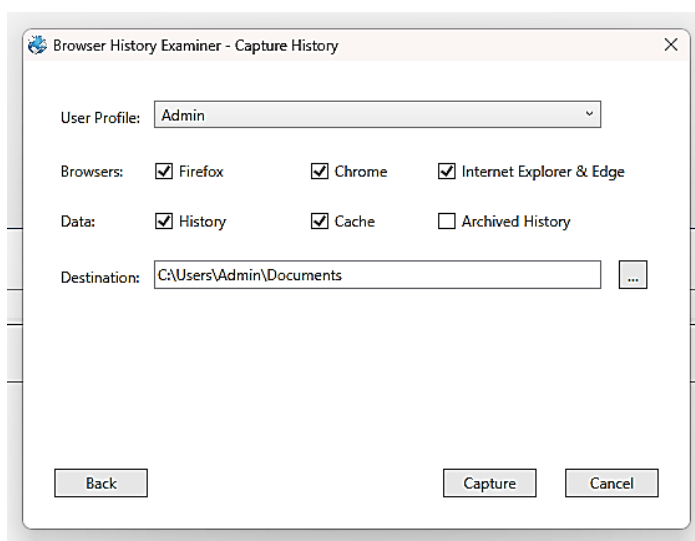 Browser History Examiner - Capture History
User Profile: Admin
Browsers: Firefox Chrome Internet Explorer & Edge
Data: History Cache Archived History
Destination: C:\Users\Admin\Documents ...
Back Capture Cancel